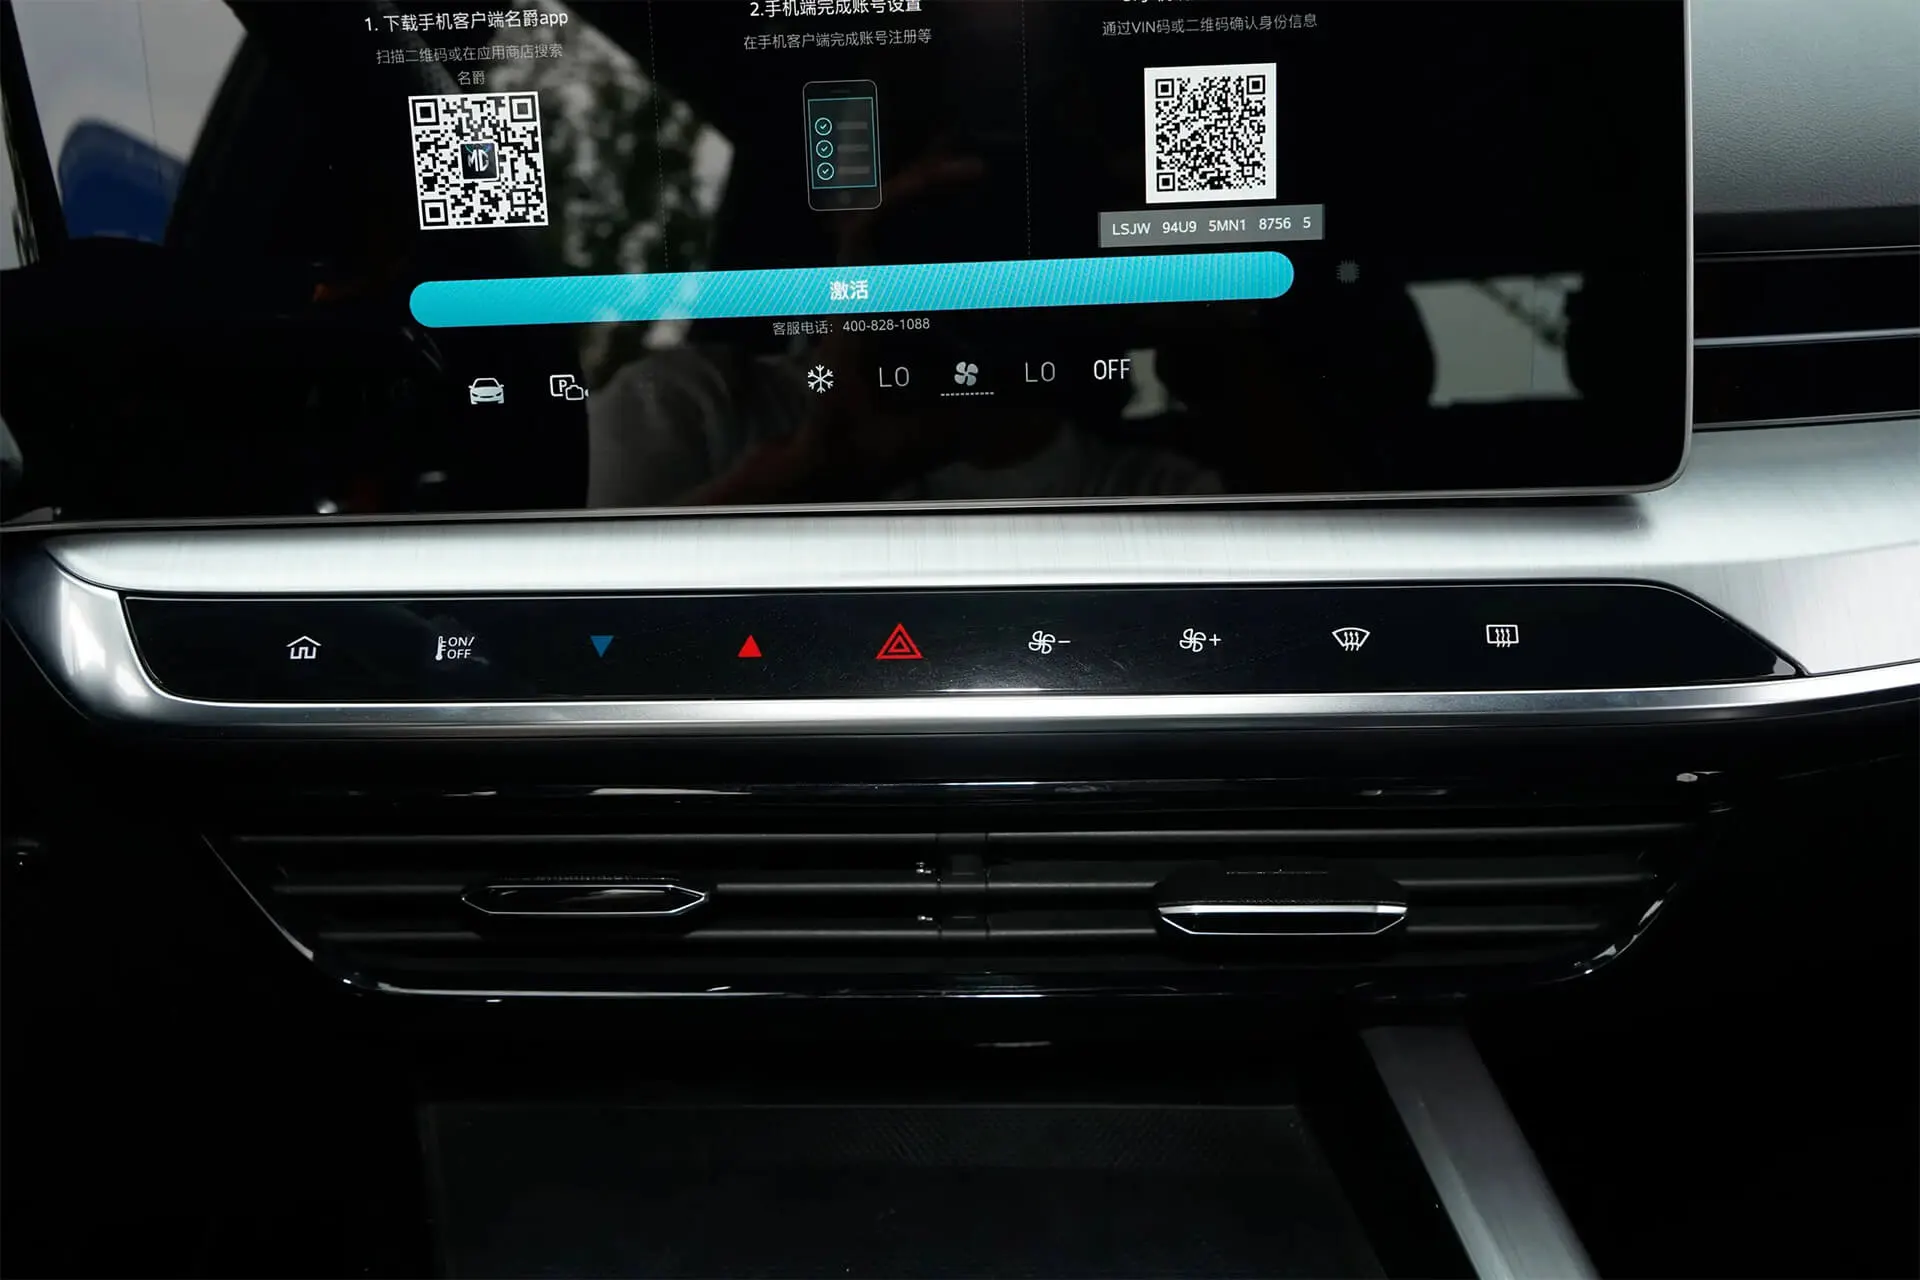 1. 下载手机客户端名爵app
扫描二维码或在应用商店搜索
名爵
2.手机端完成账号设置
在手机客户端完成账号注册等
通过VIN码或二维码确认身份信息
LSJW 94U9 5MN1 8756 5
激活
客服电话：400-828-1088
P
LO
LO
OFF
ON/
OFF